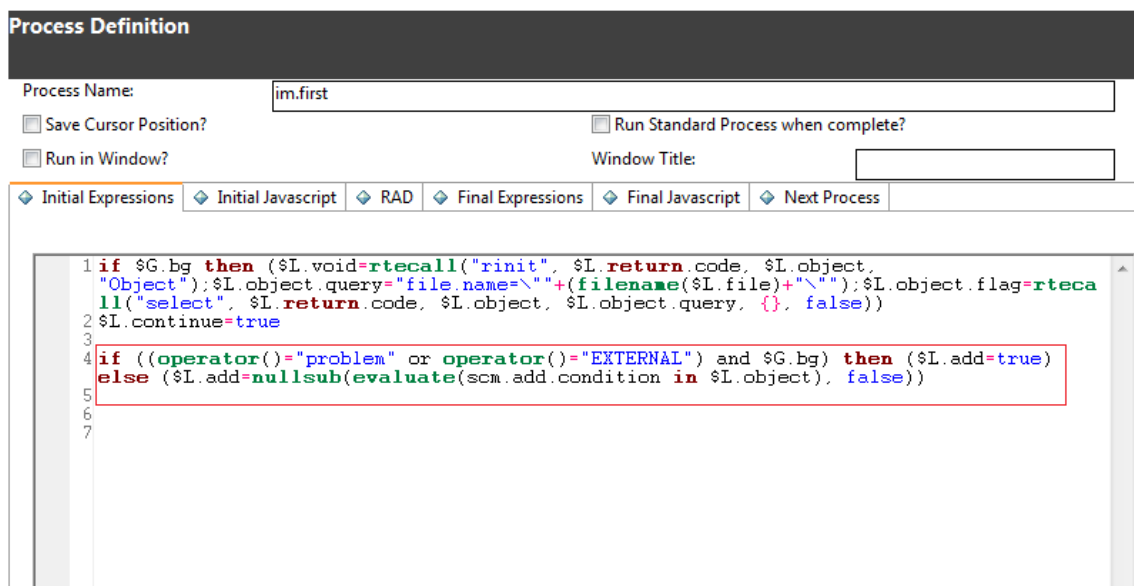 Process Definition
Process Name:
im.first
Save Cursor Position?
Run Standard Process when complete?
Run in Window?
Window Title:
Initial Expressions
Initial Javascript
RAD
Final Expressions
Final Javascript
Next Process
1 if $G.bg then ($L.void=rtecall("rinit", $L.return.code, $L.object,
"Object");$L.object.query="file.name=\""+(filename($L.file)+"\"");$L.object.flag=rteca
ll("select", $L.return.code, $L.object, $L.object.query, {}, false))
2 $L.continue=true
3
4 if ((operator()="problem" or operator()="EXTERNAL") and $G.bg) then ($L.add=true)
else ($L.add=nullsub(evaluate(scm.add.condition in $L.object), false))
5
6
7